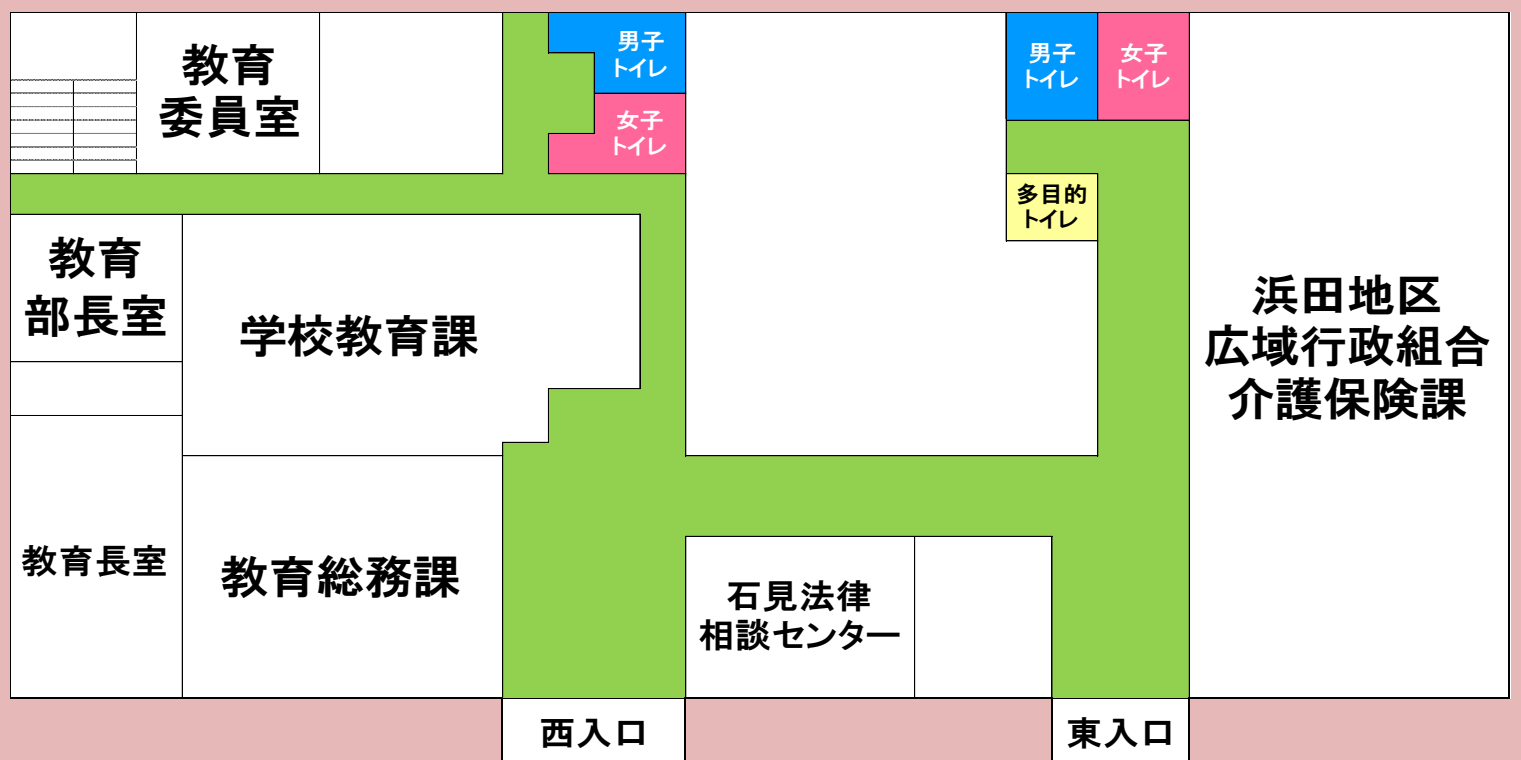 教育
委員室
男子
トイレ
女子
トイレ
男子
トイレ
女子
トイレ
多目的
トイレ
教育
部長室
学校教育課
浜田地区
広域行政組合
介護保険課
教育長室
教育総務課
石見法律
相談センター
西入口
東入口